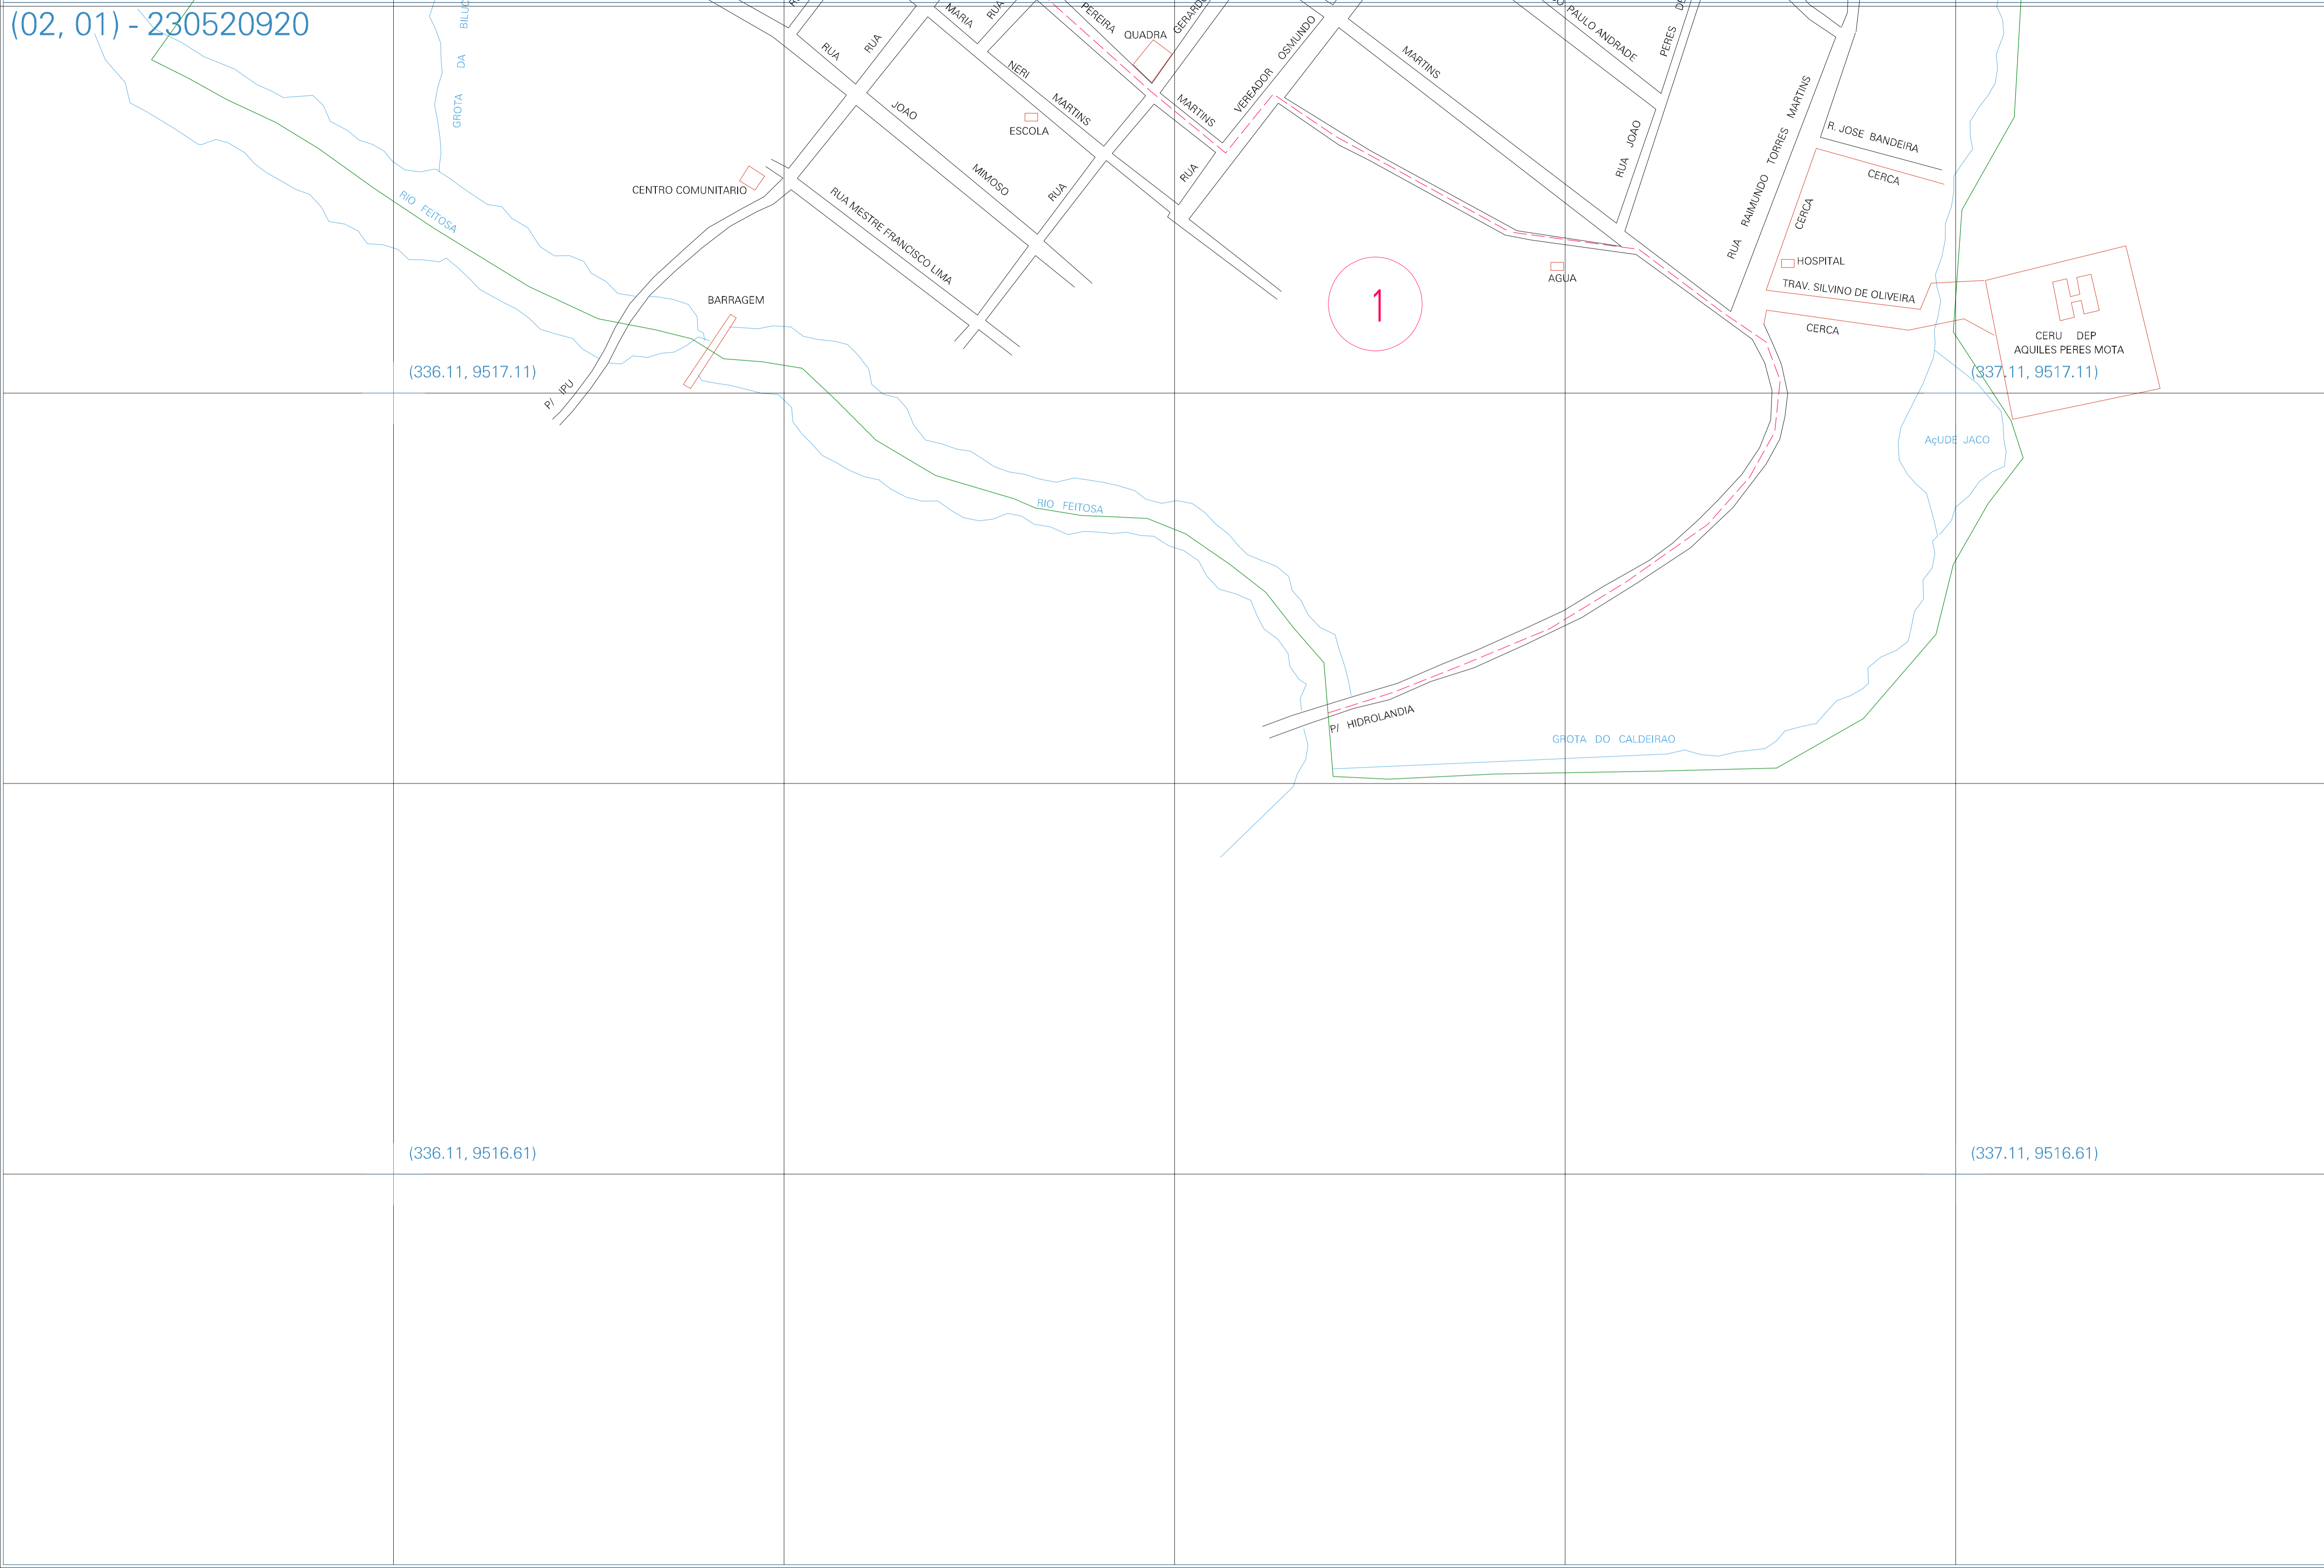 (02, 01) - 230520920
GROTA DA
PEREIRA
MARIA
RUA
QUADRA
RUA
RUA
VEREADOR OSMUNDO
MARTINS
PAULO ANDRADE
PERES
NERI
MARTINS
MARTINS
JOAO
ESCOLA
RUA JOAO
RUA RAIMUNDO TORRES MARTINS
R. JOSE BANDEIRA
CERCA
CERCA
CENTRO COMUNITARIO
MIMOSO
RUA
RUA
RUA MESTRE FRANCISCO LIMA
RIO FEITOSA
HOSPITAL
AGUA
TRAV. SILVINO DE OLIVEIRA
CERCA
1
BARRAGEM
CERU DEP
AQUILES PERES MOTA
(336.11, 9517.11)
(337.11, 9517.11)
P/ IPU
AçUDE JACO
RIO FEITOSA
P/ HIDROLANDIA
GROTA DO CALDEIRAO
(336.11, 9516.61)
(337.11, 9516.61)